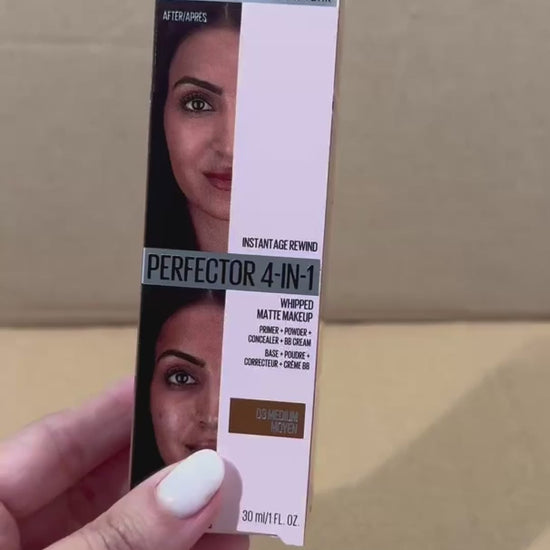 AFTER/APRÈS
INSTANT AGE REWIND
PERFECTOR 4-IN-1
WHIPPED
MATTE MAKEUP
PRIMER + POWDER +
CONCEALER + BB CREAM
BASE + POUDRE +
CORRECTEUR + CRÈME BB
03 MEDIUM
MOYEN
30 ml/1 FL. OZ.